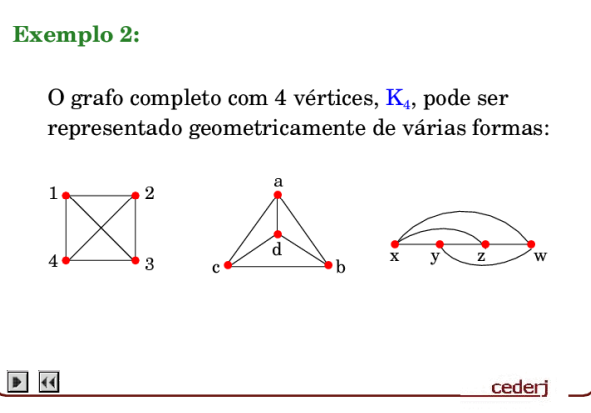 Exemplo 2:
O grafo completo com 4 vértices, K₄, pode ser
representado geometricamente de várias formas:
1 2
4 3
a
d
c b
x y z w
cederj